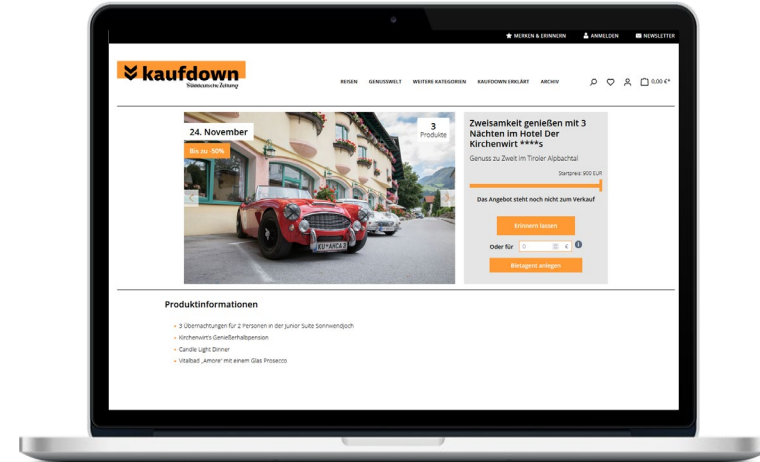 MERKEN & ERINNERN ANMELDEN NEWSLETTER
kaufdown
Süddeutsche Zeitung
REISEN GENUSSWELT WEITERE KATEGORIEN KAUFDOWN ERKLÄRT ARCHIV 0,00 €*
24. November
Bis zu -50%
3
Produkte
KU ANCA 3
Zweisamkeit genießen mit 3
Nächten im Hotel Der
Kirchenwirt ****s
Genuss zu Zweit im Tiroler Alpbachtal
Startpreis 900 EUR
Das Angebot steht noch nicht zum Verkauf
Erinnern lassen
Oder für 0 €
Bietagent anlegen
Produktinformationen
3 Übernachtungen für 2 Personen in der Junior Suite Sonnwendjoch
Kirchenwirt's Genießerhalbpension
Candle Light Dinner
Vitalbad „Amore" mit einem Glas Prosecco